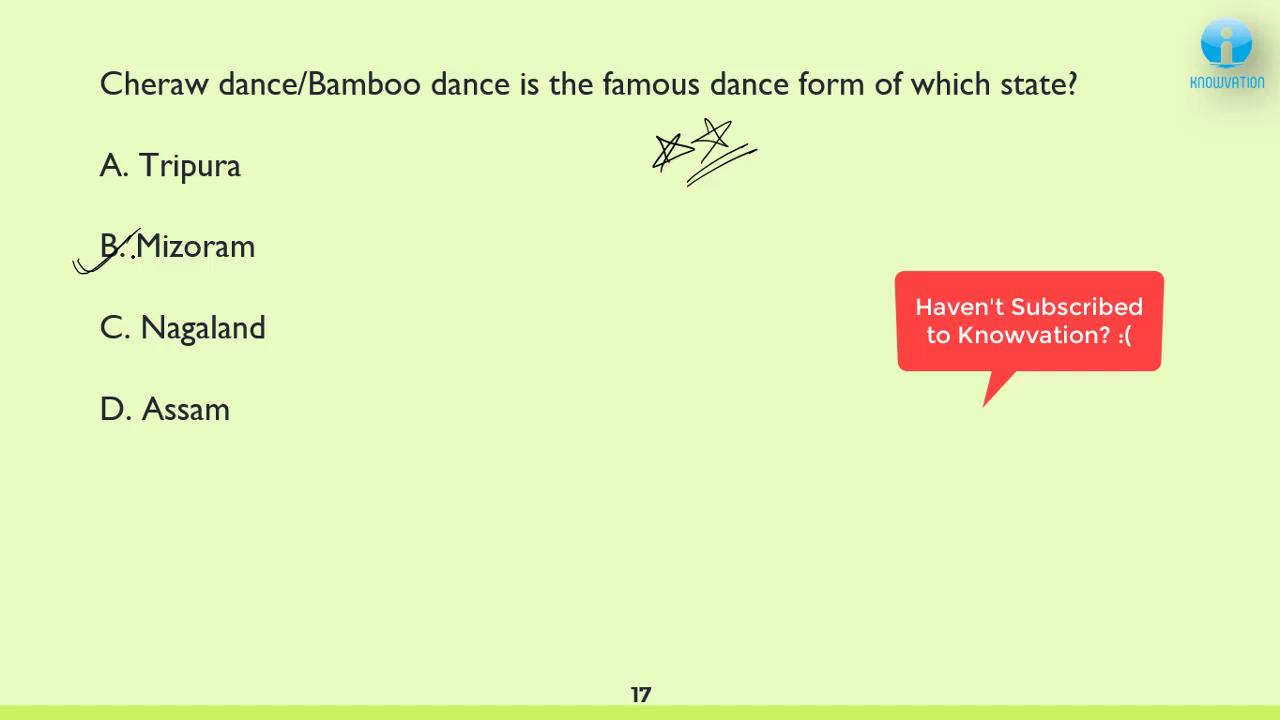 Cheraw dance/Bamboo dance is the famous dance form of which state?
KNOWVATION
A. Tripura
B. Mizoram
Haven't Subscribed
to Knowvation? :(
C. Nagaland
D. Assam
17